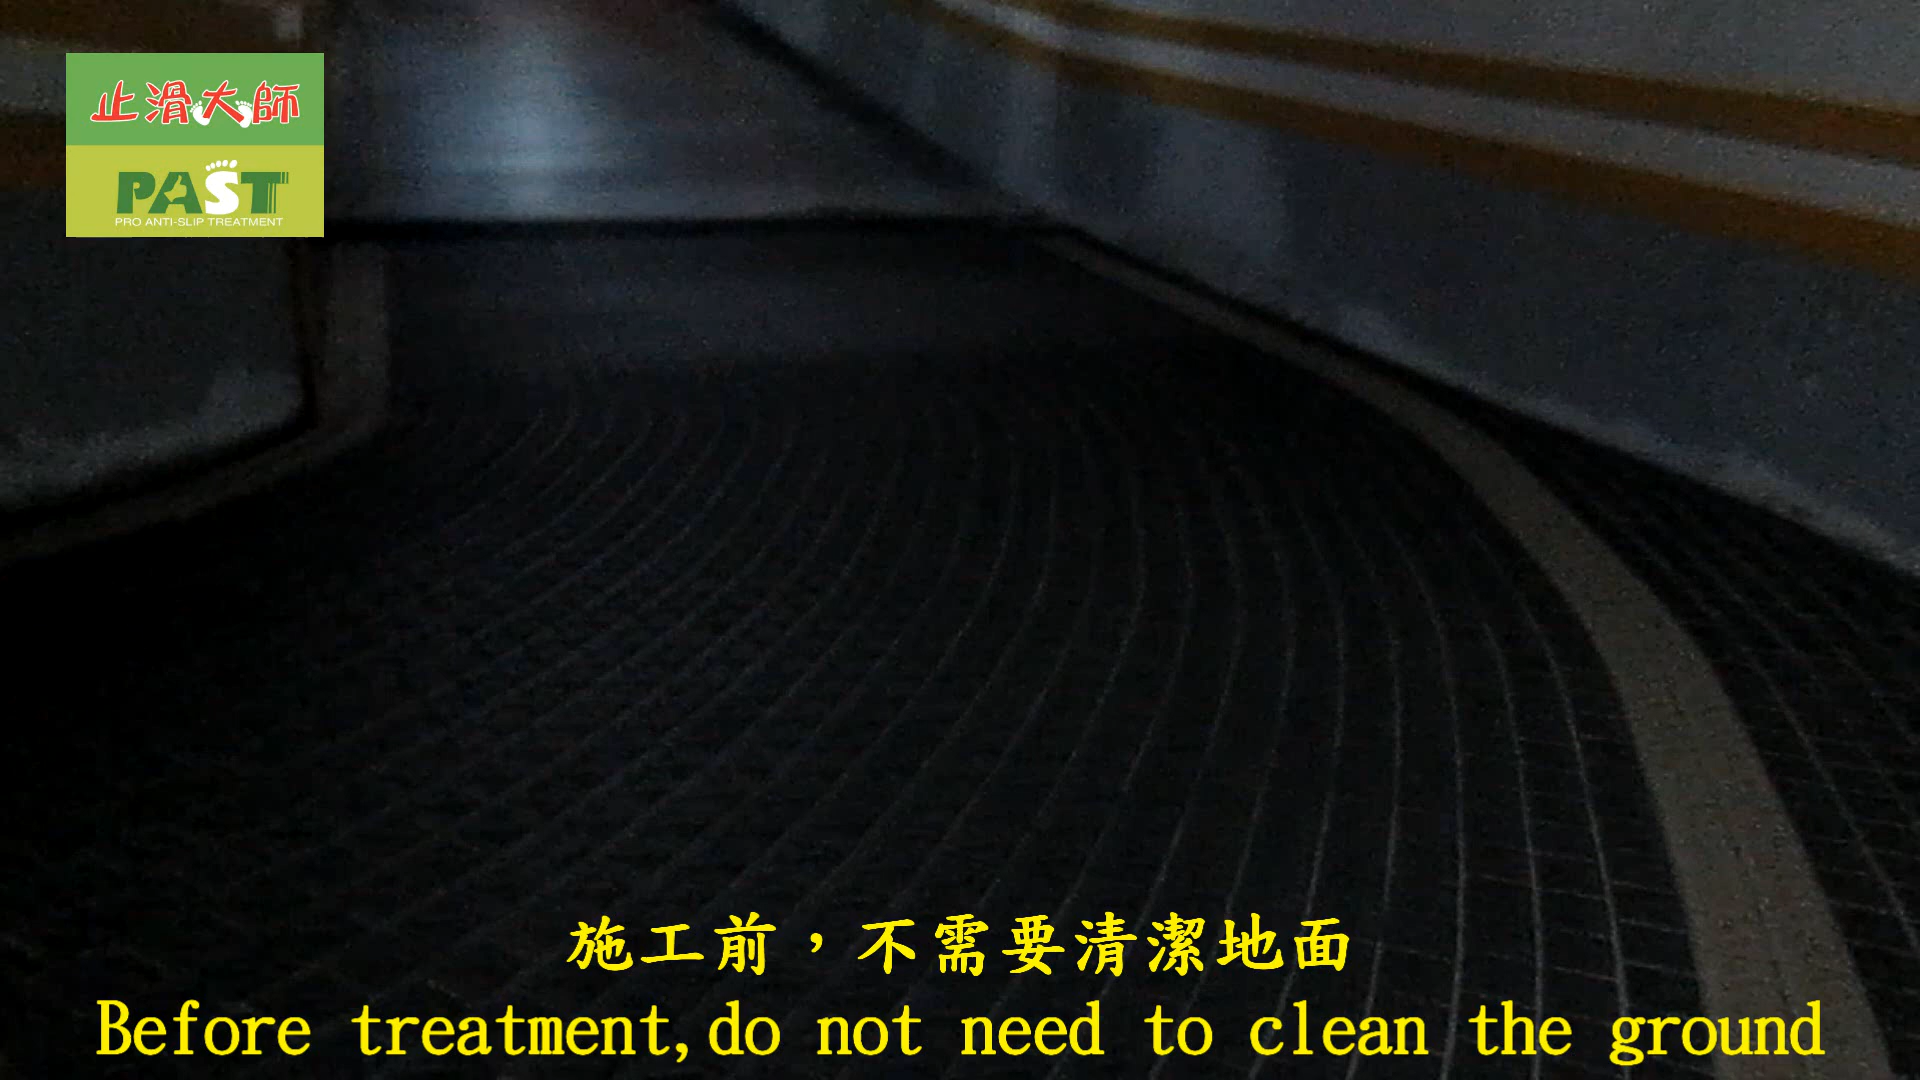 止滑大師
PAST
PRO ANTI-SLIP TREATMENT
施工前，不需要清潔地面
Before treatment,do not need to clean the ground